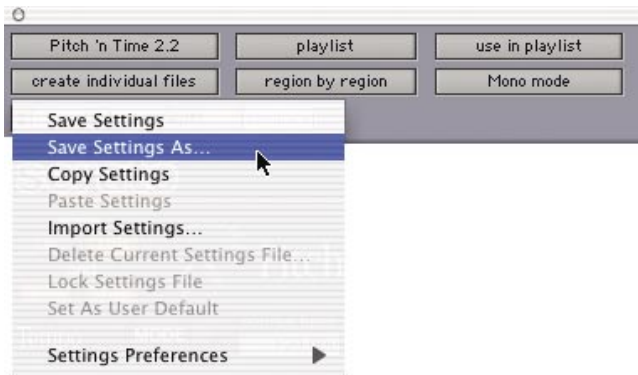 Pitch 'n Time 2.2 playlist use in playlist
create individual files region by region Mono mode
Save Settings
Save Settings As...
Copy Settings
Paste Settings
Import Settings...
Delete Current Settings File...
Lock Settings File
Set As User Default
Settings Preferences